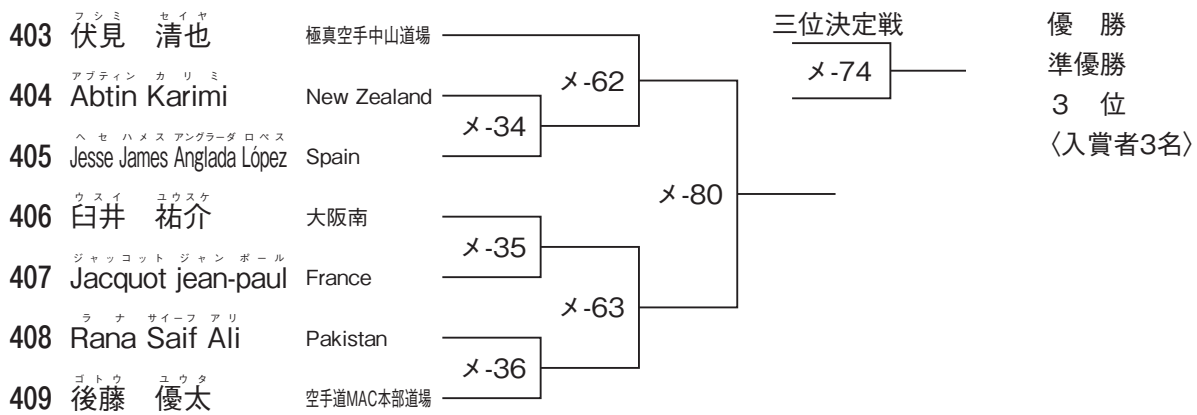 フシミ セイヤ
403 伏見 清也 極真空手中山道場
アブティン カリミ
404 Abtin Karimi New Zealand
ヘセ ハメス アングラーダ ロペス
405 Jesse James Anglada López Spain
ウスイ ユウスケ
406 臼井 祐介 大阪南
ジャッコット ジャン ポール
407 Jacquot jean-paul France
ラナ サイーフ アリ
408 Rana Saif Ali Pakistan
ゴトウ ユウタ
409 後藤 優太 空手道MAC本部道場
メ-62
メ-34
メ-80
メ-35
メ-63
メ-36
三位決定戦
メ-74
優 勝
準優勝
3 位
〈入賞者3名〉